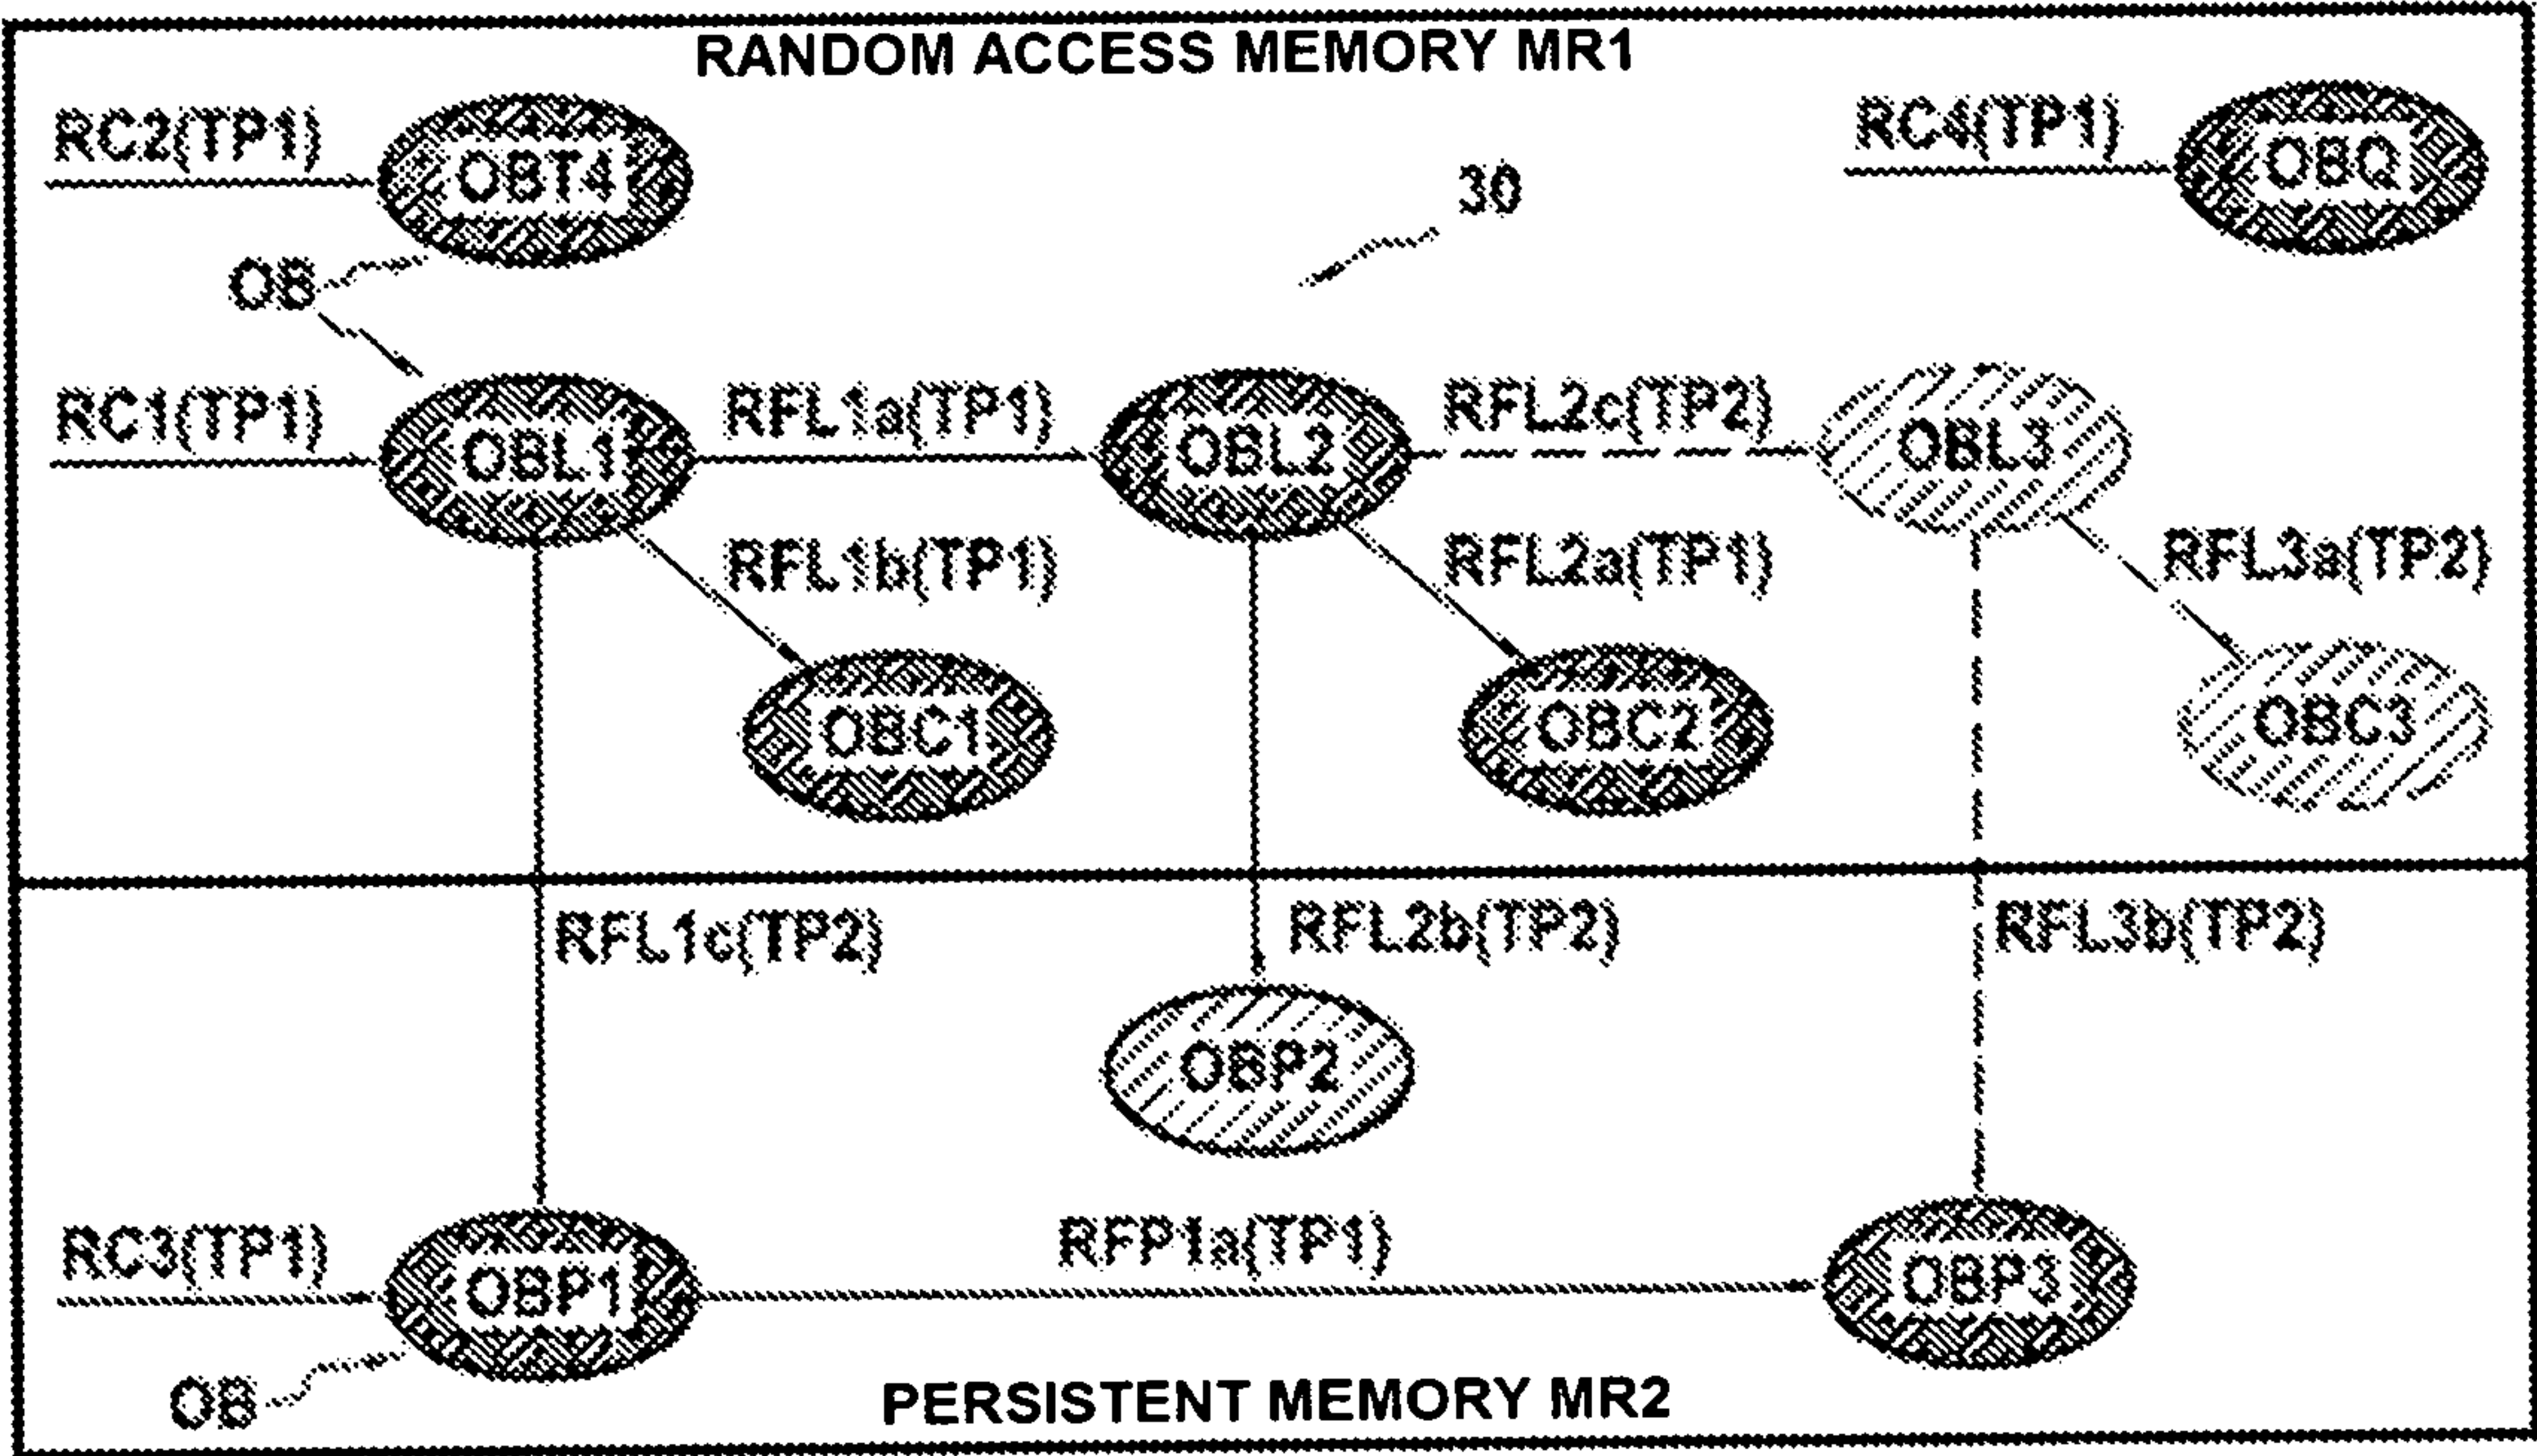 RANDOM ACCESS MEMORY MR1
RC2(TP1)
OBT4
RC4(TP1)
OBQ
30
OB
RC1(TP1)
OBL1
RFL1a(TP1)
OBL2
RFL2c(TP2)
OBL3
RFL1b(TP1)
RFL2a(TP1)
RFL3a(TP2)
OBC1
OBC2
OBC3
RFL1c(TP2)
RFL2b(TP2)
RFL3b(TP2)
OBP2
RC3(TP1)
OBP1
RFP1a(TP1)
OBP3
OB
PERSISTENT MEMORY MR2